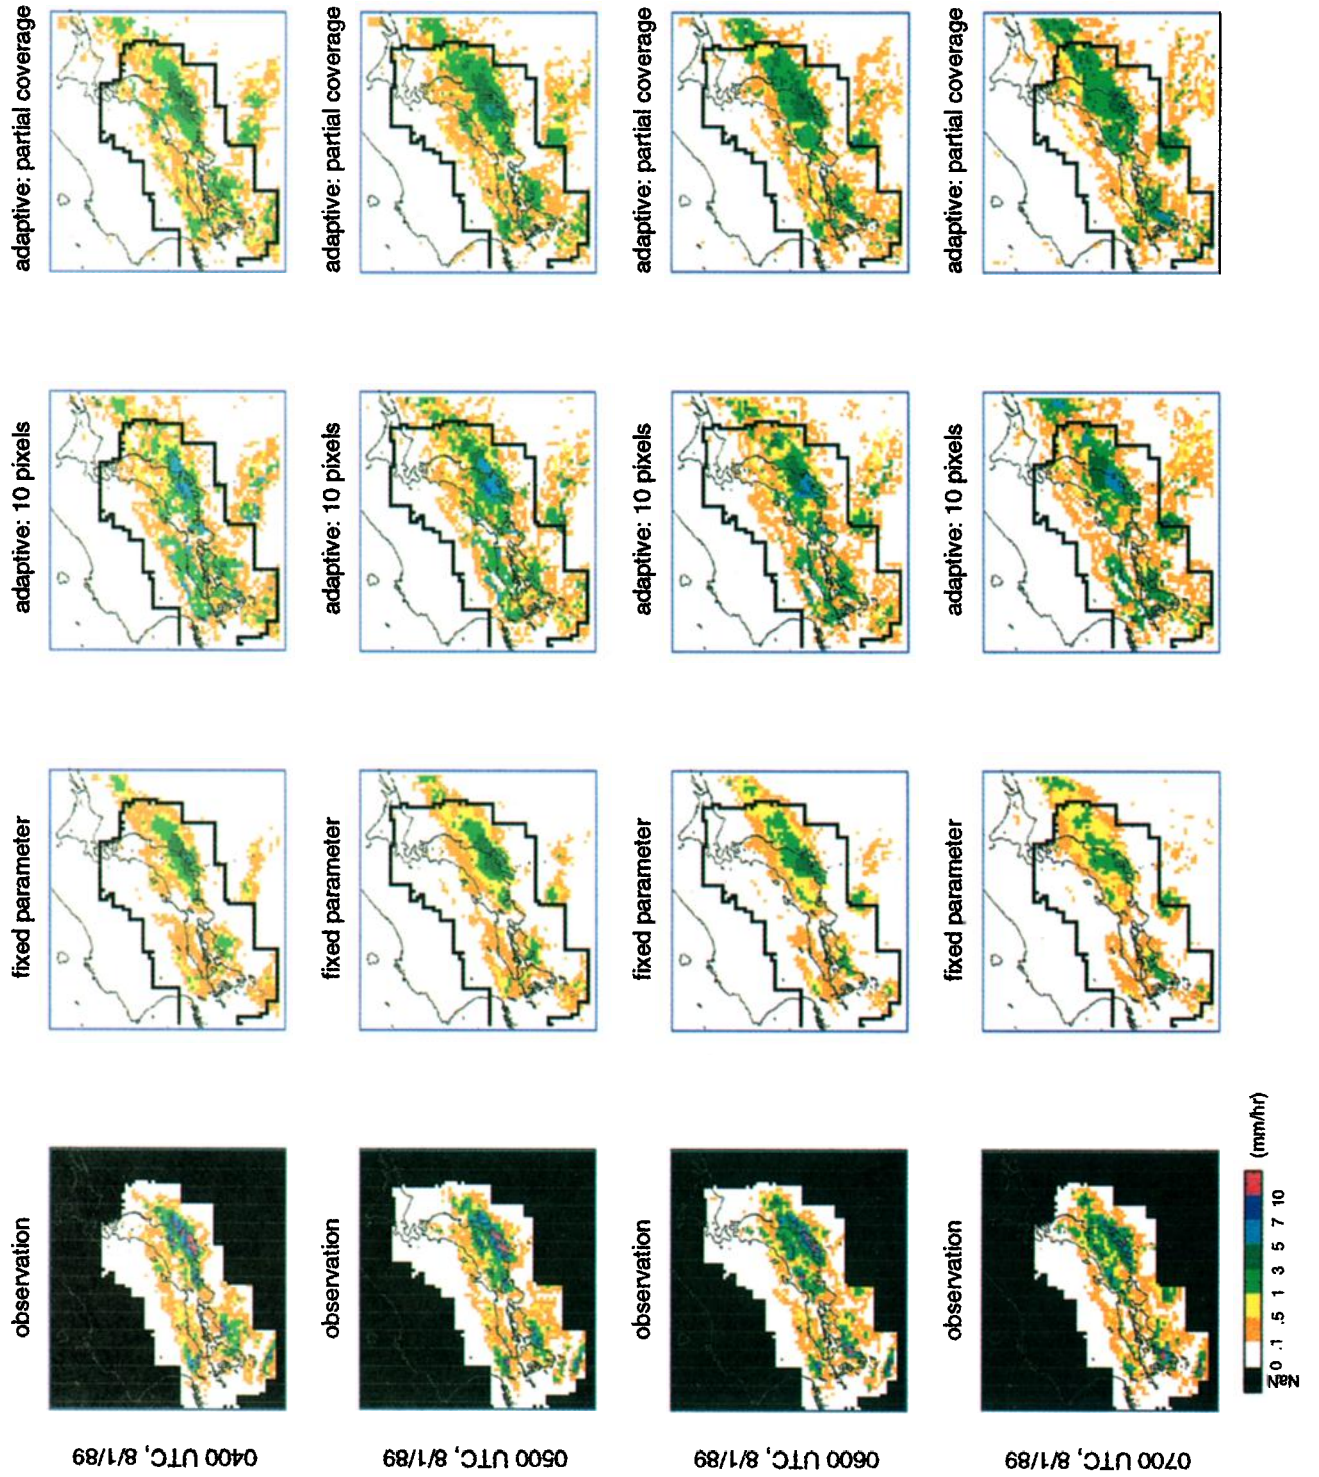 observation
fixed parameter
adaptive: 10 pixels
adaptive: partial coverage
0400 UTC, 8/1/89
observation
fixed parameter
adaptive: 10 pixels
adaptive: partial coverage
0500 UTC, 8/1/89
observation
fixed parameter
adaptive: 10 pixels
adaptive: partial coverage
0600 UTC, 8/1/89
observation
fixed parameter
adaptive: 10 pixels
adaptive: partial coverage
0700 UTC, 8/1/89
NaN 0 .1 .5 1 3 5 7 10 (mm/hr)